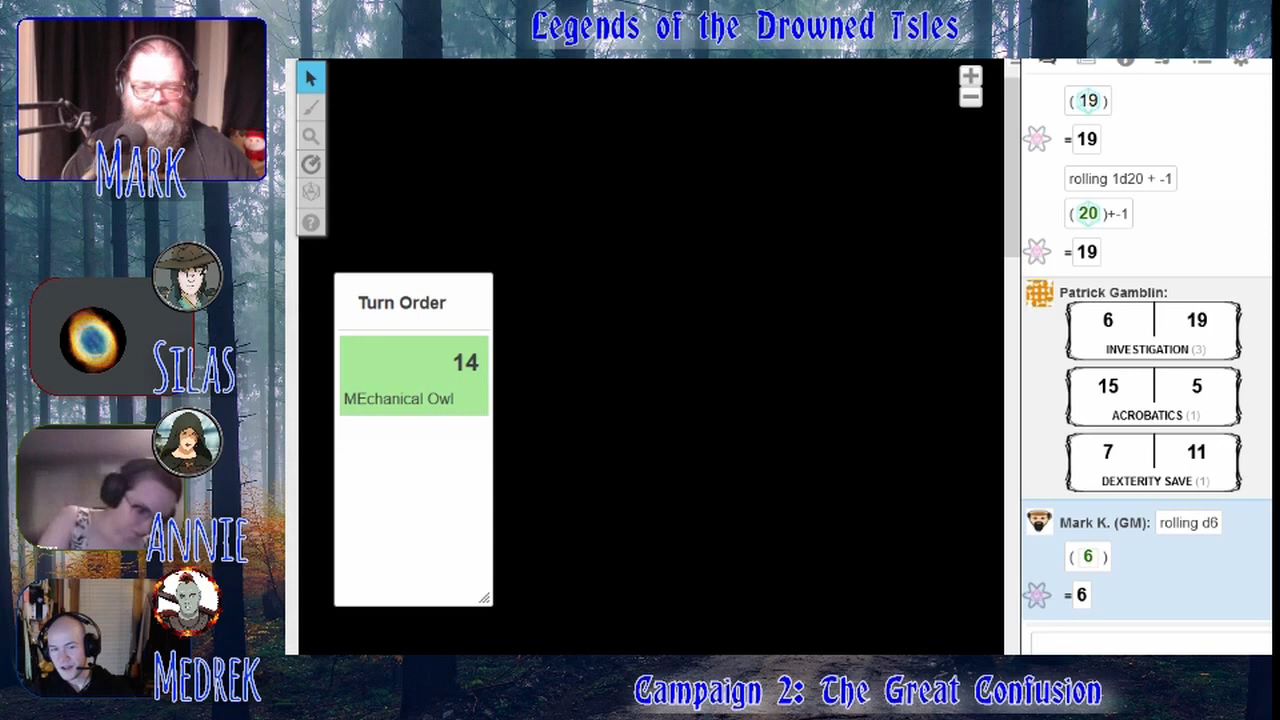 Legends of the Drowned Isles
MARK
SILAS
ANNIE
MEDREK
Turn Order
14
MEchanical Owl
( 19 )
= 19
rolling 1d20 + -1
( 20 )+-1
= 19
Patrick Gamblin:
6 19
INVESTIGATION (3)
15 5
ACROBATICS (1)
7 11
DEXTERITY SAVE (1)
Mark K. (GM): rolling d6
( 6 )
= 6
Campaign 2: The Great Confusion